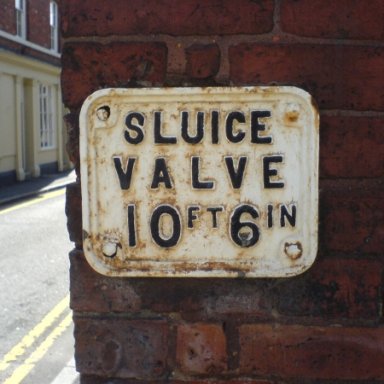 SLUICE
VALVE
10FT 6IN